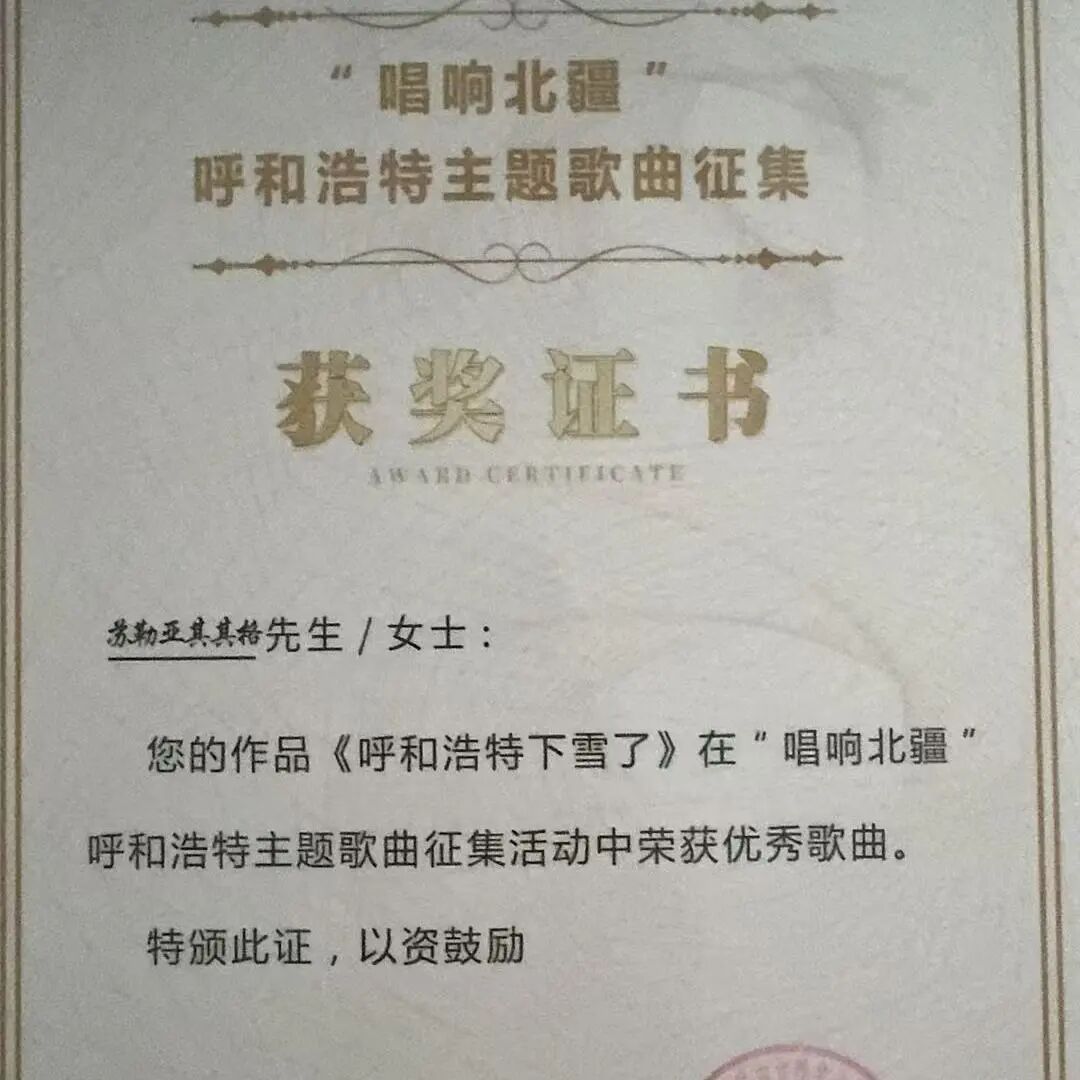 “唱响北疆”
呼和浩特主题歌曲征集
获奖证书
AWARD CERTIFICATE
苏勒亚其其格先生/女士：
您的作品《呼和浩特下雪了》在“唱响北疆”
呼和浩特主题歌曲征集活动中荣获优秀歌曲。
特颁此证，以资鼓励